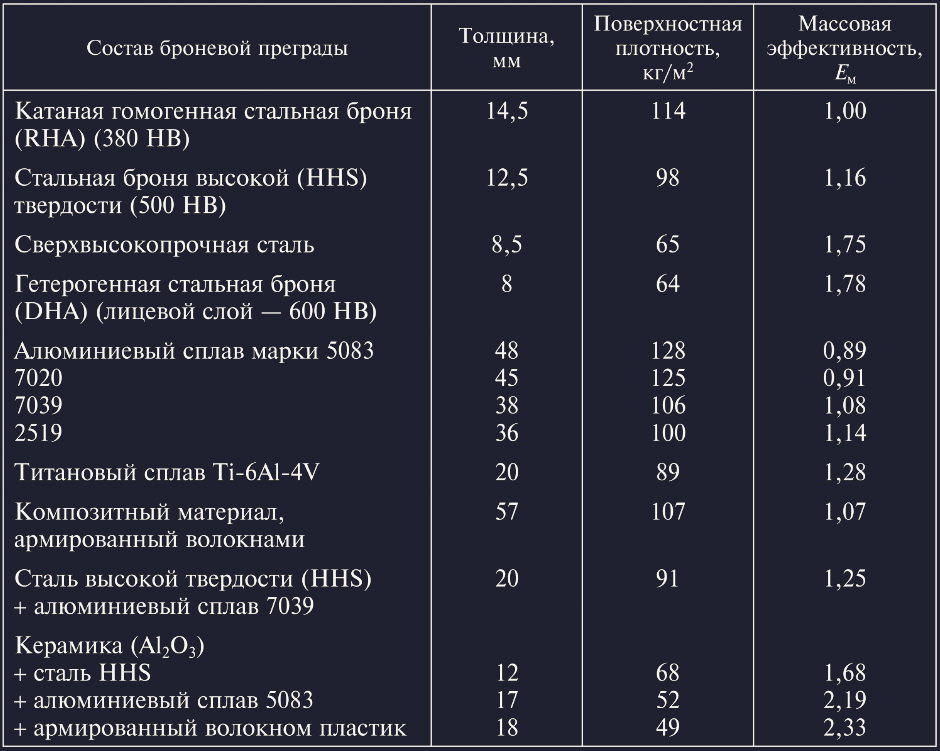 Состав броневой преграды
Толщина,
мм
Поверхностная
плотность,
кг/м²
Массовая
эффективность,
Eм
Катаная гомогенная стальная броня 14,5 114 1,00
(RHA) (380 HB)
Стальная броня высокой (HHS) 12,5 98 1,16
твердости (500 HB)
Сверхвысокопрочная сталь 8,5 65 1,75
Гетерогенная стальная броня 8 64 1,78
(DHA) (лицевой слой — 600 HB)
Алюминиевый сплав марки 5083 48 128 0,89
7020 45 125 0,91
7039 38 106 1,08
2519 36 100 1,14
Титановый сплав Ti-6Al-4V 20 89 1,28
Композитный материал, 57 107 1,07
армированный волокнами
Сталь высокой твердости (HHS) 20 91 1,25
+ алюминиевый сплав 7039
Керамика (Al₂O₃)
+ сталь HHS 12 68 1,68
+ алюминиевый сплав 5083 17 52 2,19
+ армированный волокном пластик 18 49 2,33